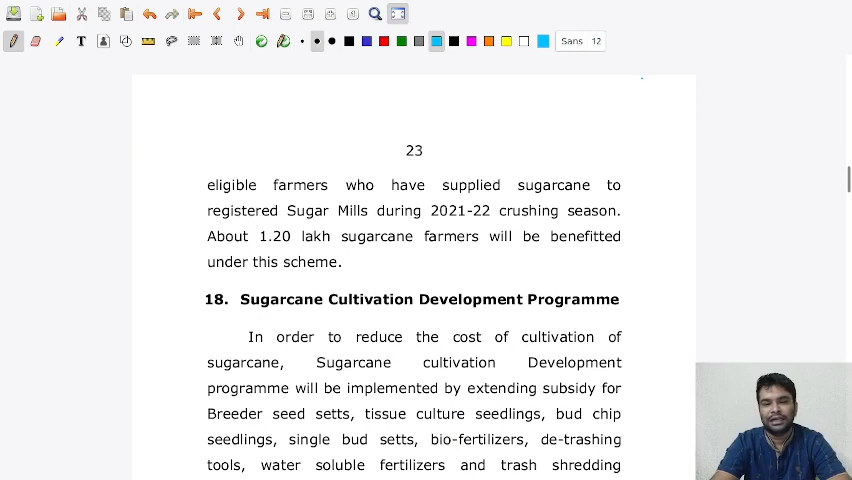 Sans 12
23
eligible farmers who have supplied sugarcane to
registered Sugar Mills during 2021-22 crushing season.
About 1.20 lakh sugarcane farmers will be benefitted
under this scheme.
18. Sugarcane Cultivation Development Programme
In order to reduce the cost of cultivation of
sugarcane, Sugarcane cultivation Development
programme will be implemented by extending subsidy for
Breeder seed setts, tissue culture seedlings, bud chip
seedlings, single bud setts, bio-fertilizers, de-trashing
tools, water soluble fertilizers and trash shredding